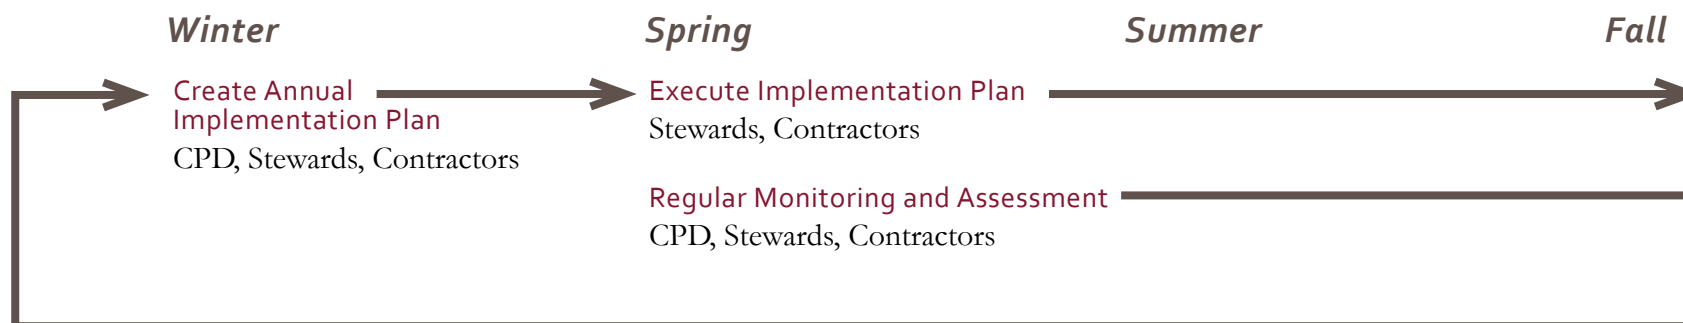 Winter Spring Summer Fall
Create Annual
Implementation Plan
CPD, Stewards, Contractors
Execute Implementation Plan
Stewards, Contractors
Regular Monitoring and Assessment
CPD, Stewards, Contractors